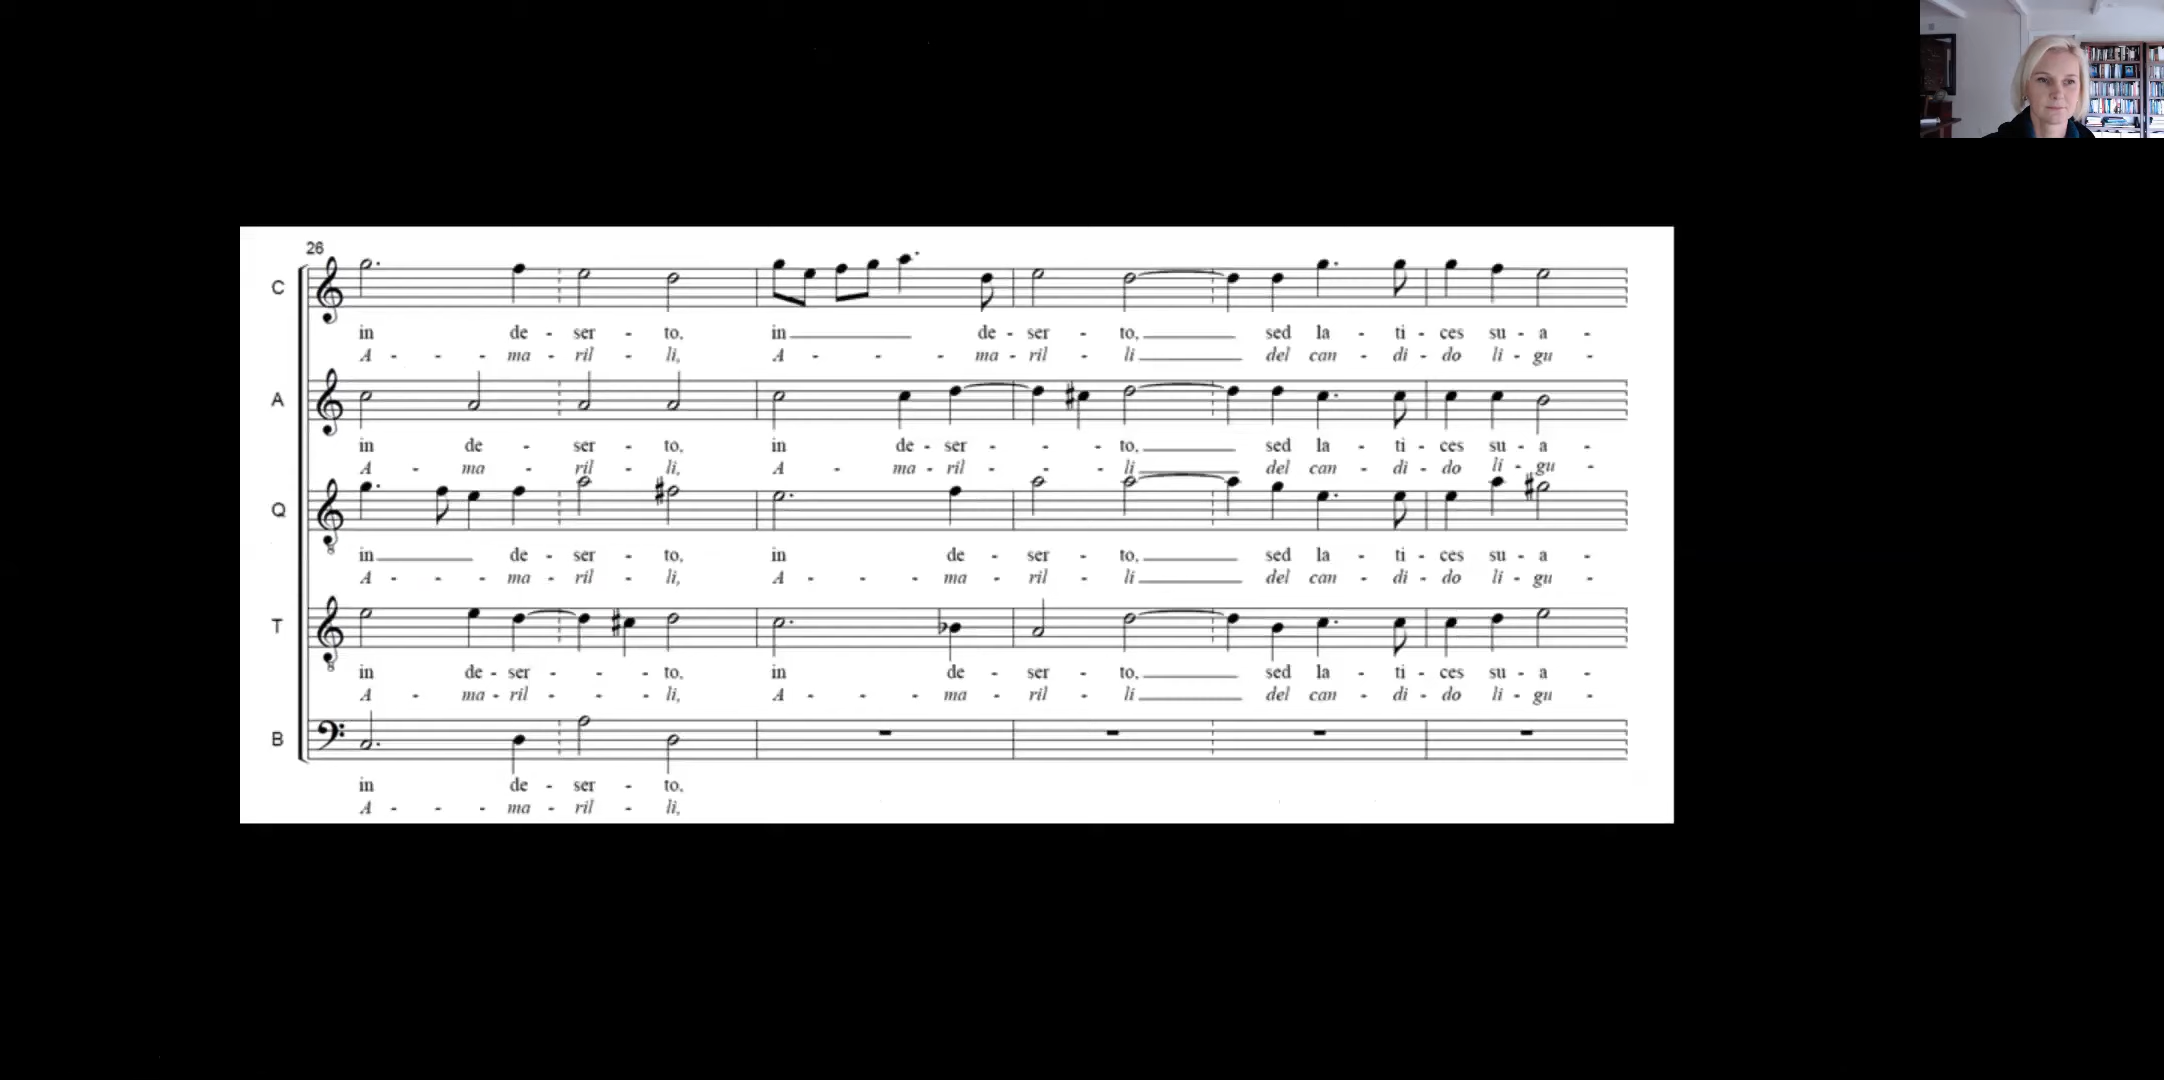 26
C
in de - ser - to, in de - ser - to, sed la - ti - ces su - a -
A - - - ma - ril - li, A - - - ma - ril - li del can - di - do li - gu -
A
in de - ser - to, in de - ser - - - to, sed la - ti - ces su - a -
A - ma - ril - li, A - ma - ril - - - li del can - di - do li - gu -
Q
in de - ser - to, in de - ser - to, sed la - ti - ces su - a -
A - - - ma - ril - li, A - - - ma - ril - li del can - di - do li - gu -
T
in de - ser - - - to, in de - ser - to, sed la - ti - ces su - a -
A - ma - ril - - - li, A - - - ma - ril - li del can - di - do li - gu -
B
in de - ser - to,
A - - - ma - ril - li,